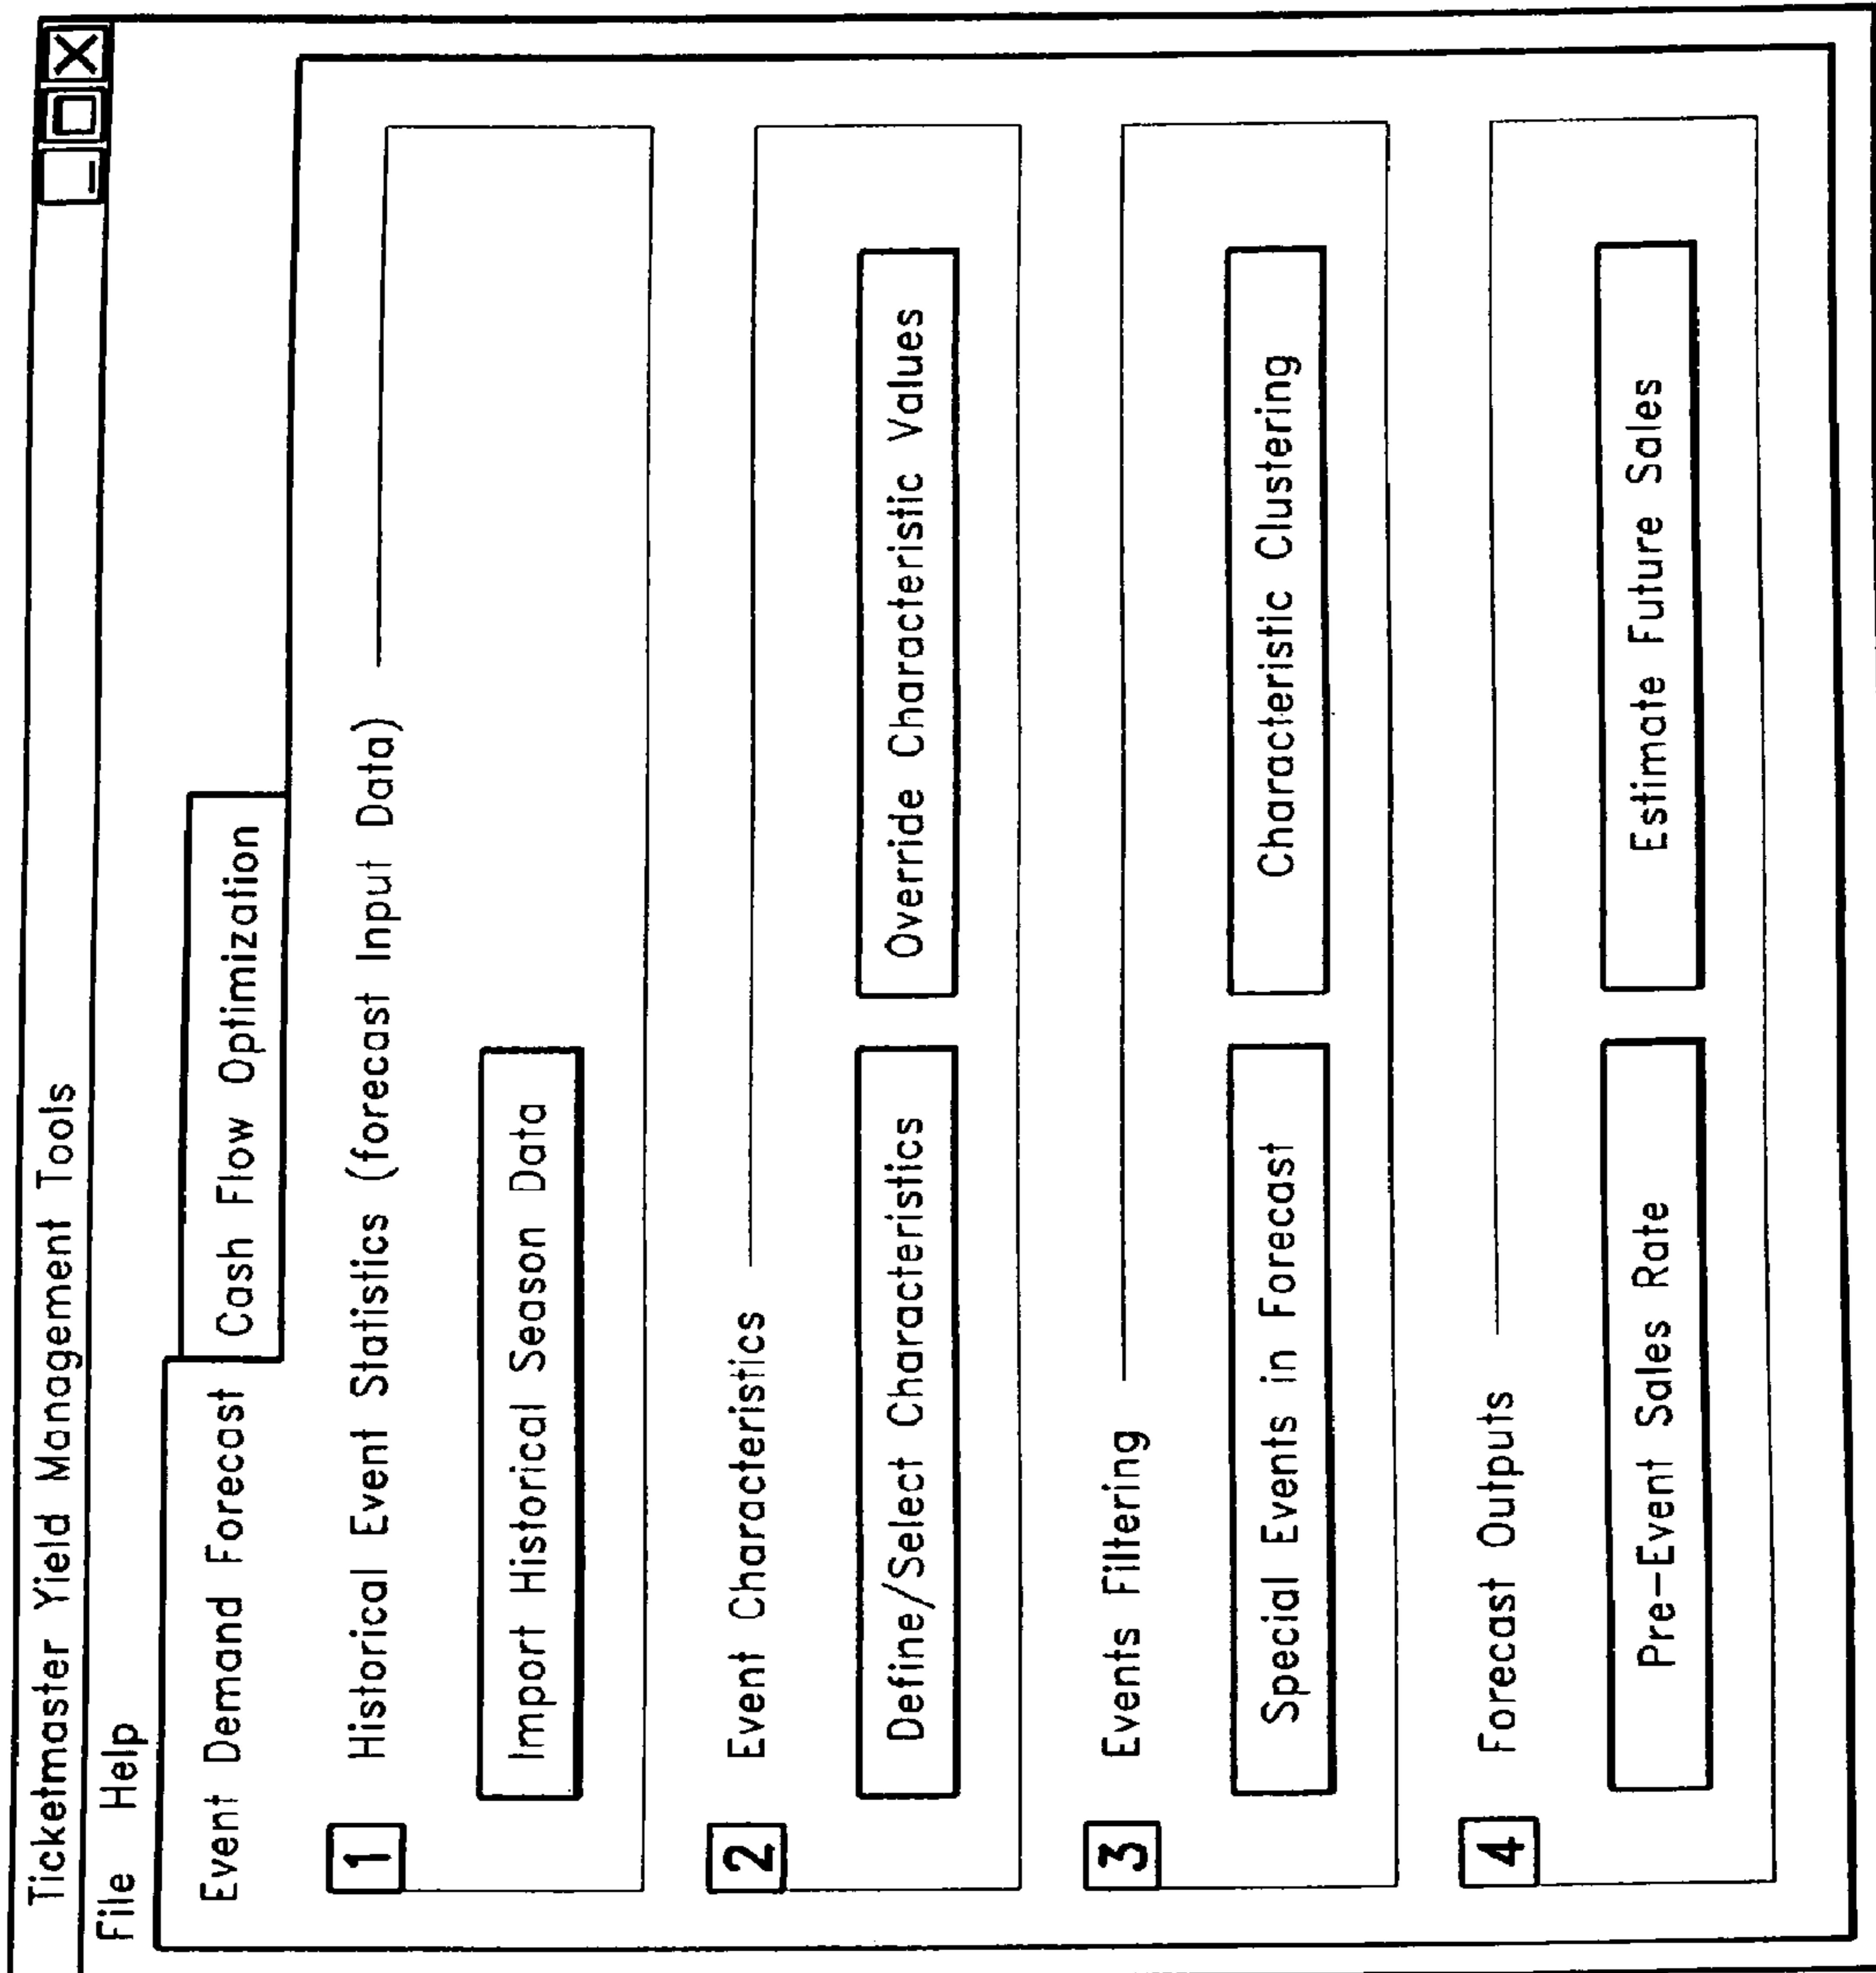 Ticketmaster Yield Management Tools
File Help
Event Demand Forecast Cash Flow Optimization
1 Historical Event Statistics (forecast Input Data)
Import Historical Season Data
2 Event Characteristics
Define/Select Characteristics Override Characteristic Values
3 Events Filtering
Special Events in Forecast Characteristic Clustering
4 Forecast Outputs
Pre-Event Sales Rate Estimate Future Sales